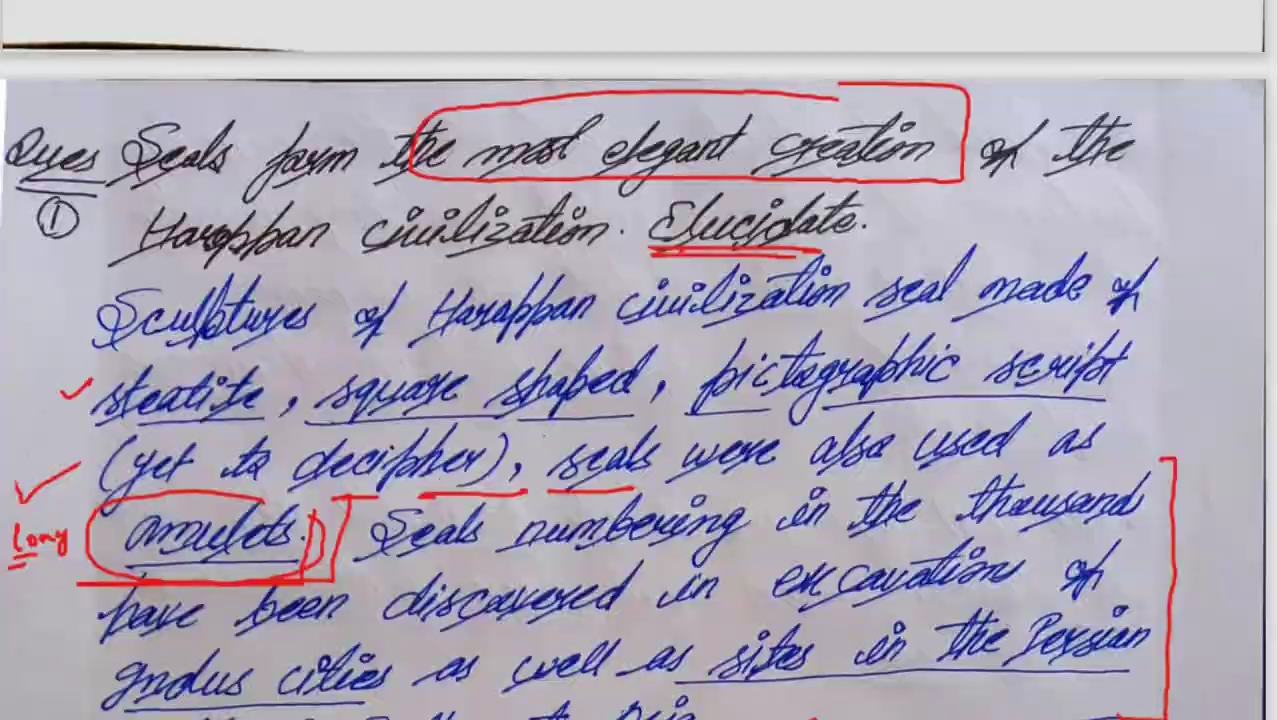 Ques Seals form the most elegant creation of the
① Harappan civilization. Elucidate.
Sculptures of Harappan civilization seal made of
steatite, square shaped, pictographic script
(yet to decipher), seals were also used as
Long amulets. Seals numbering in the thousand
have been discovered in excavation of
Indus cities as well as sites in the Persian